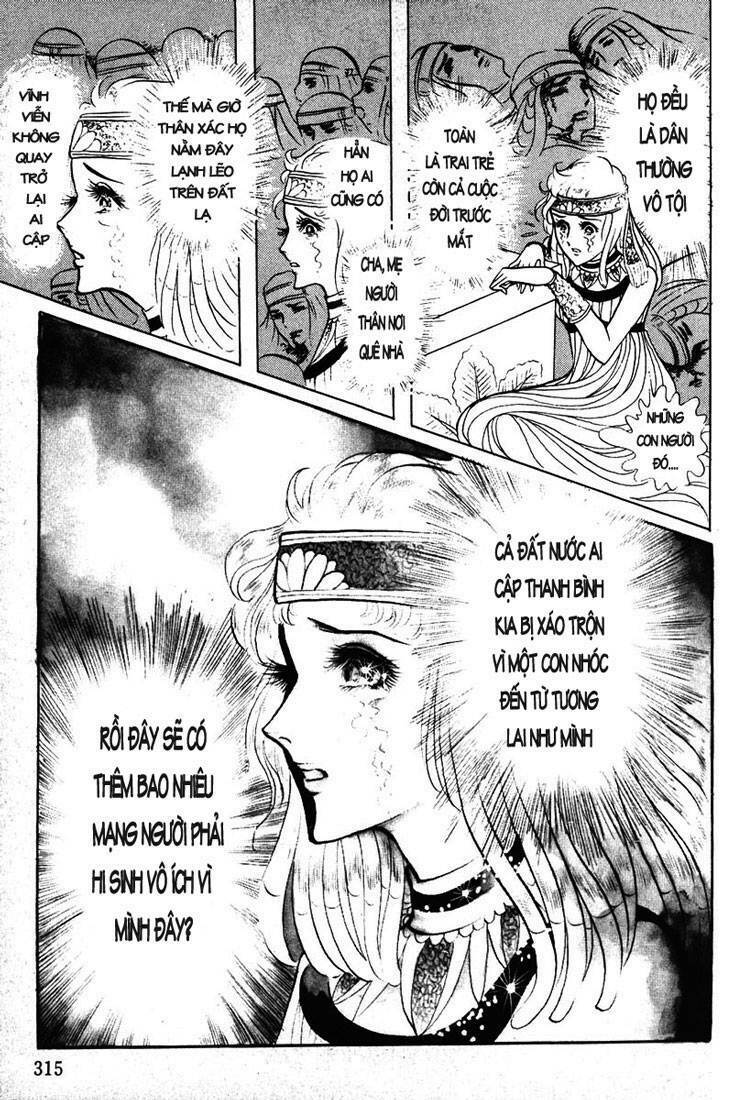 HỌ ĐỀU
LÀ DÂN
THƯỜNG
VÔ TỘI
NHỮNG
CON NGƯỜI
ĐÓ....
TOÀN
LÀ TRAI TRẺ
CÒN CẢ CUỘC
ĐỜI TRƯỚC
MẮT
HẲN
HỌ AI
CŨNG CÓ
CHA, MẸ
NGƯỜI
THÂN NƠI
QUÊ NHÀ
THẾ MÀ GIỜ
THÂN XÁC HỌ
NẰM ĐÂY
LẠNH LẼO
TRÊN ĐẤT
LẠ
VĨNH
VIỄN
KHÔNG
QUAY
TRỞ
LẠI AI
CẬP
CẢ ĐẤT NƯỚC AI
CẬP THANH BÌNH
KIA BỊ XÁO TRỘN
VÌ MỘT CON NHÓC
ĐẾN TỪ TƯƠNG
LAI NHƯ MÌNH
RỒI ĐÂY SẼ CÓ
THÊM BAO NHIÊU
MẠNG NGƯỜI PHẢI
HI SINH VÔ ÍCH VÌ
MÌNH ĐÂY?
315